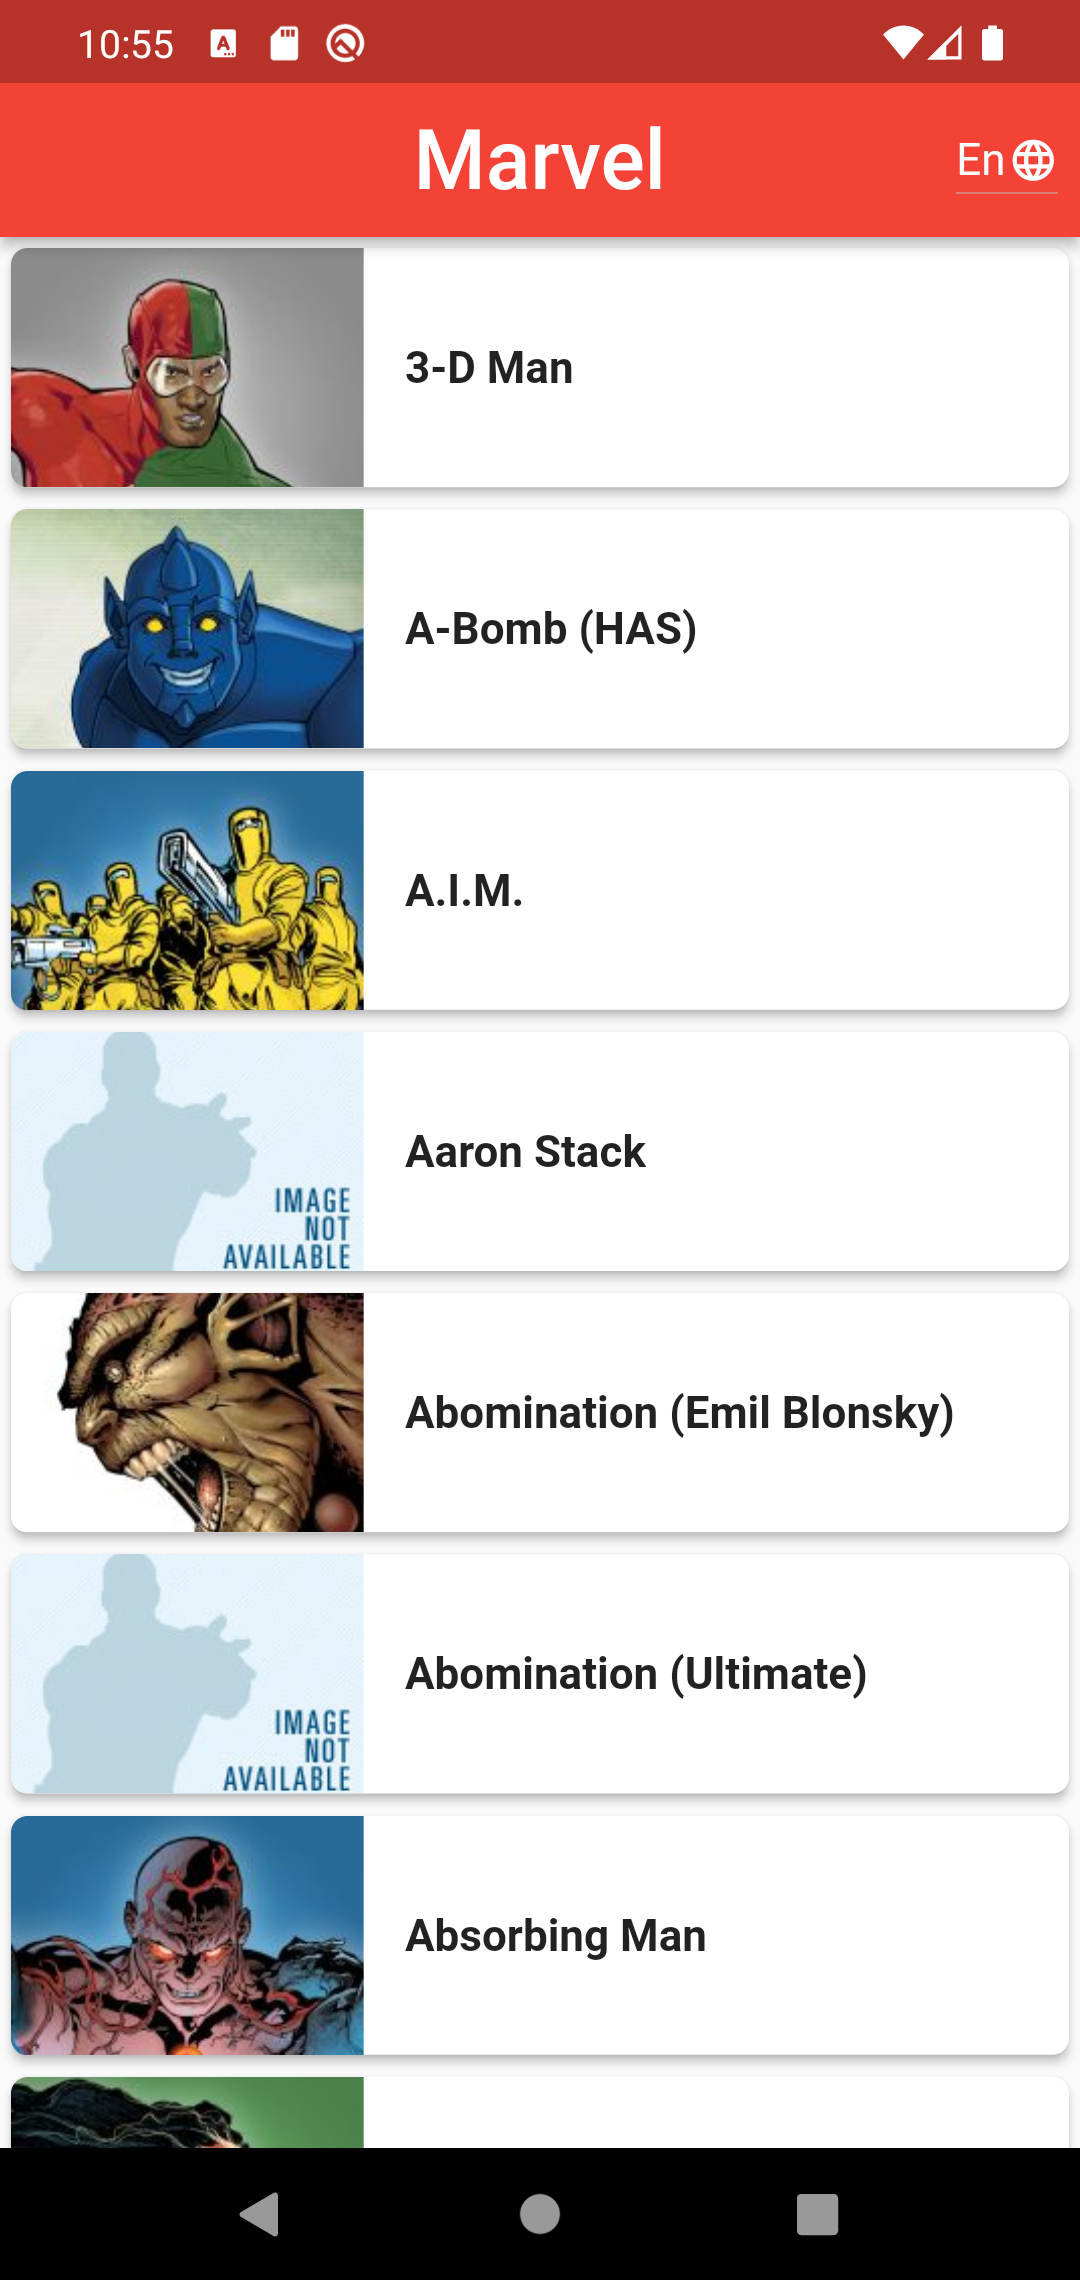 10:55
Marvel
En
3-D Man
A-Bomb (HAS)
A.I.M.
IMAGE
NOT
AVAILABLE
Aaron Stack
Abomination (Emil Blonsky)
IMAGE
NOT
AVAILABLE
Abomination (Ultimate)
Absorbing Man